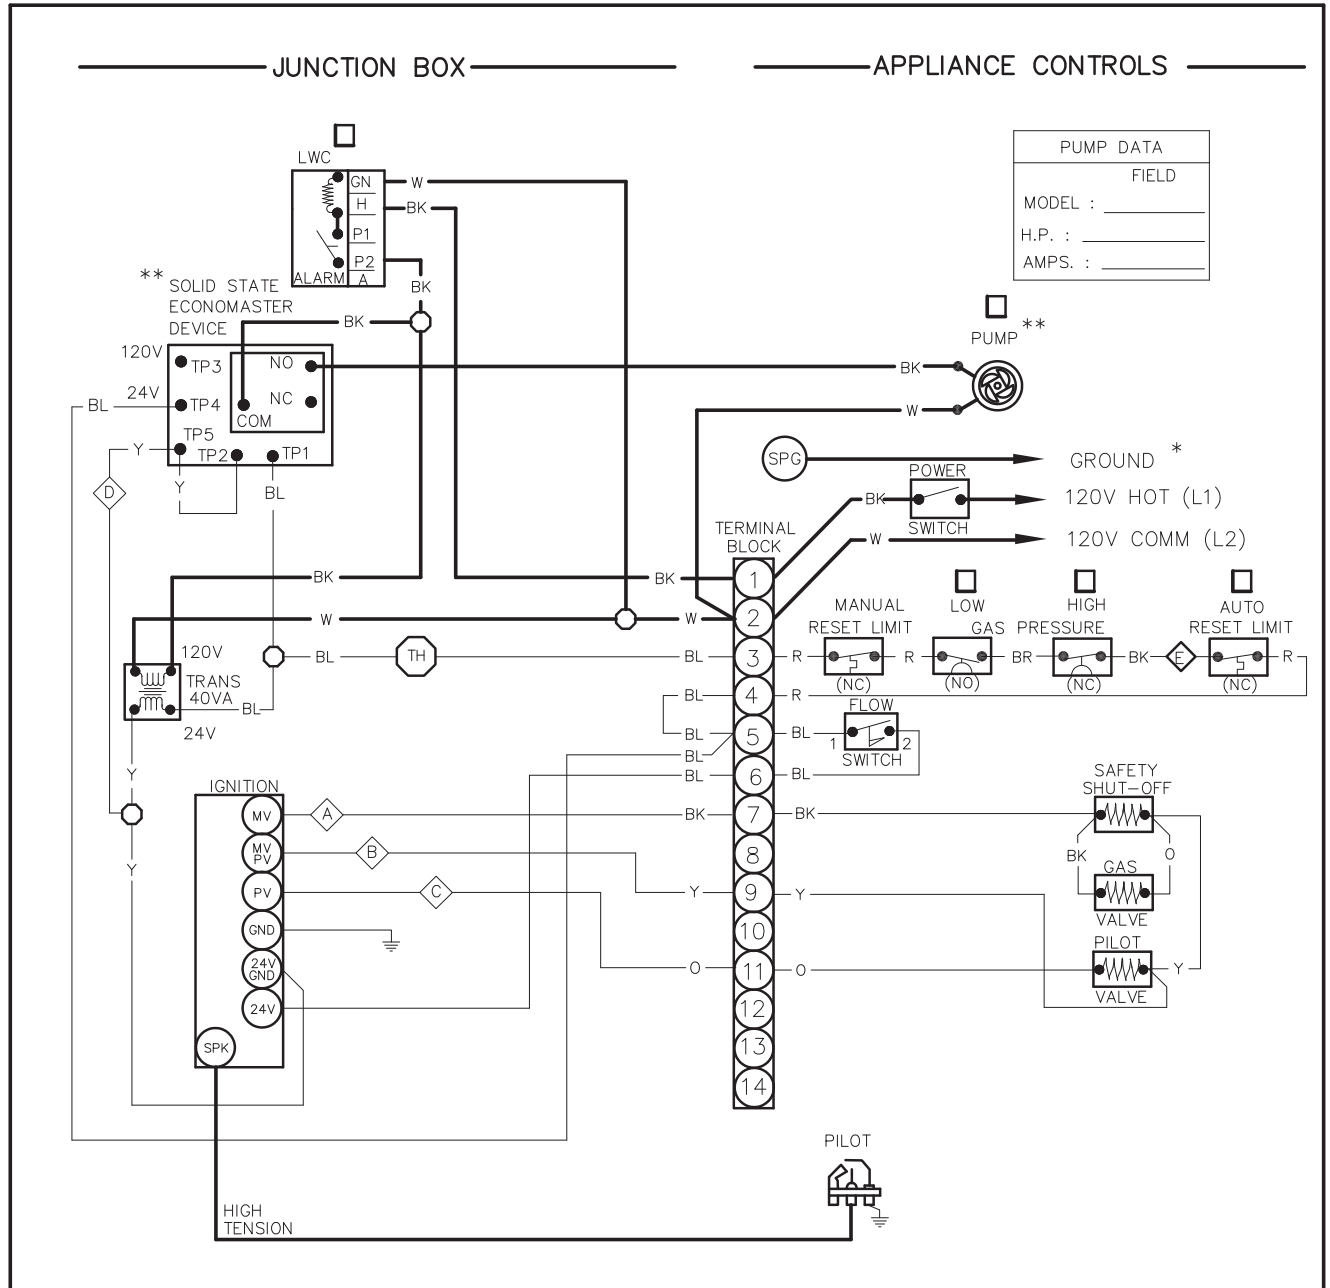 JUNCTION BOX
APPLIANCE CONTROLS
LWC
GN
H
P1
P2
A
ALARM
W
BK
BK
PUMP DATA
FIELD
MODEL :
H.P. :
AMPS. :
** SOLID STATE
ECONOMASTER
DEVICE
BK
120V
TP3
NO
24V
TP4
NC
COM
TP5
TP2
TP1
BL
Y
Y
BL
D
PUMP **
BK
W
SPG
GROUND *
POWER
SWITCH
BK
120V HOT (L1)
W
120V COMM (L2)
TERMINAL
BLOCK
BK
BK
W
W
1
2
3
4
5
6
7
8
9
10
11
12
13
14
BL
TH
BL
MANUAL
RESET LIMIT
(NC)
LOW
HIGH
GAS PRESSURE
(NO)
(NC)
AUTO
RESET LIMIT
(NC)
R
R
BR
BK
E
R
R
120V
TRANS
40VA
24V
BL
BL
BL
BL
BL
FLOW
SWITCH
1
2
BL
BL
Y
Y
IGNITION
MV
MV
PV
PV
GND
24V
GND
24V
SPK
A
B
C
BK
Y
O
BK
Y
O
SAFETY
SHUT-OFF
BK
O
GAS
VALVE
PILOT
VALVE
Y
PILOT
HIGH
TENSION